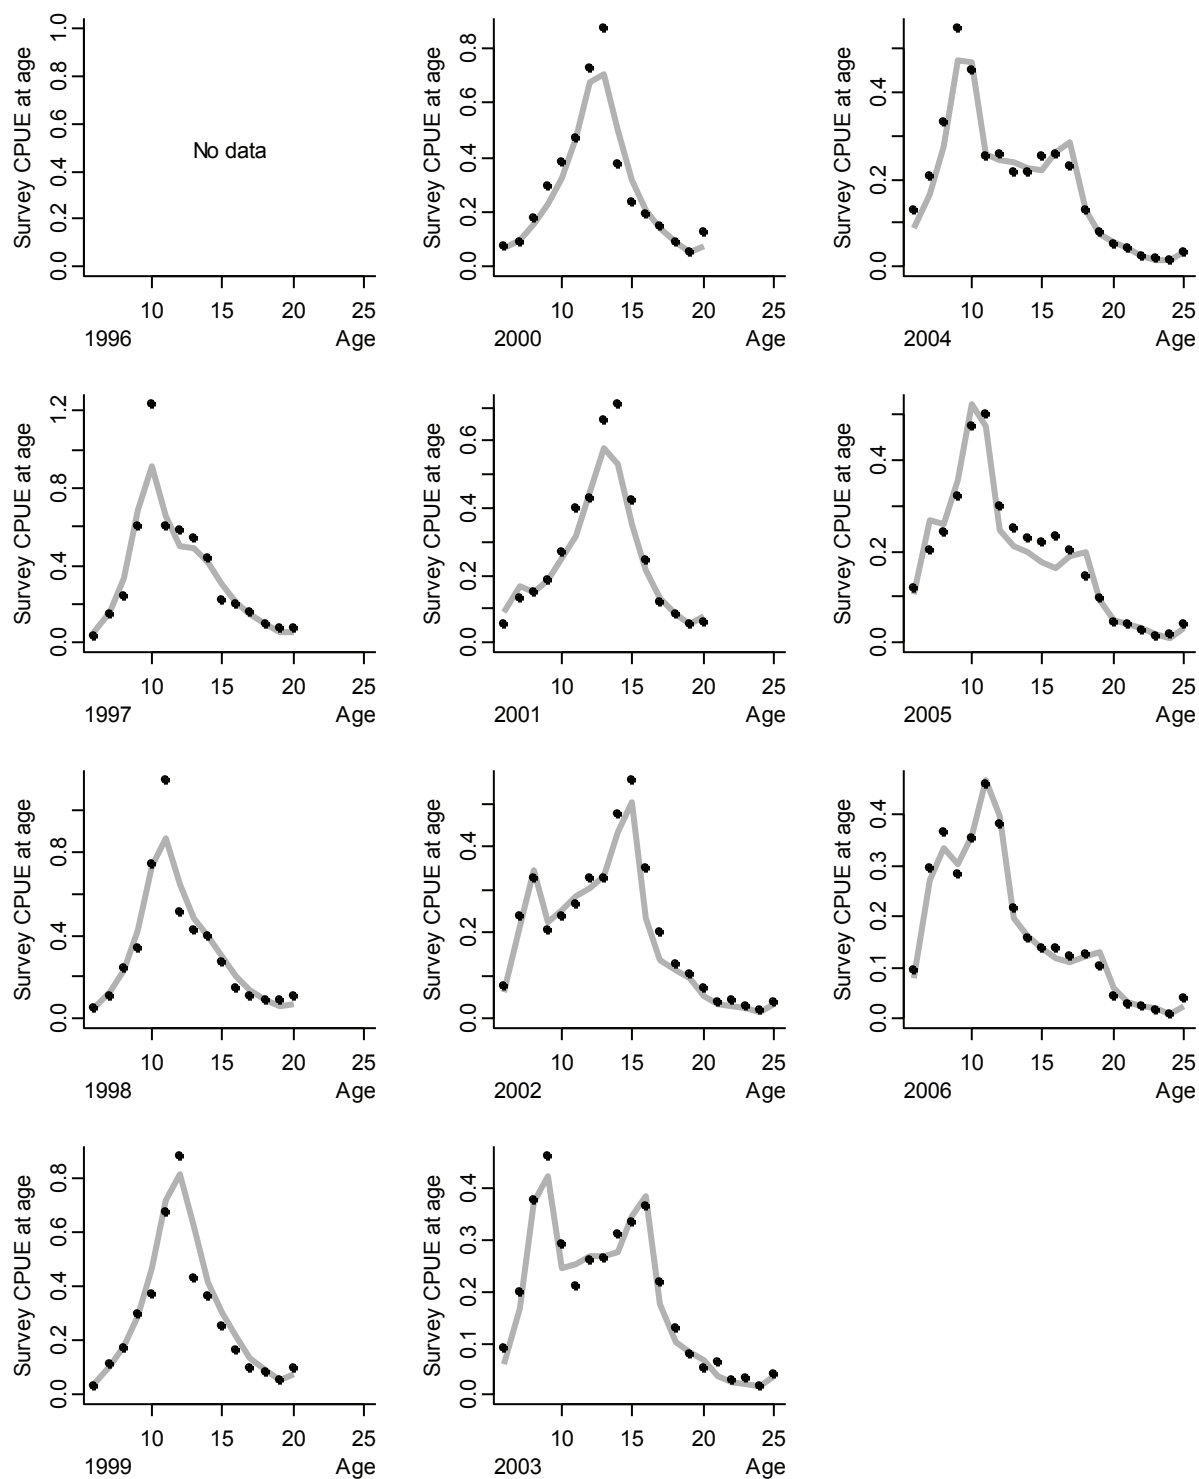 Survey CPUE at age
0.0 0.2 0.4 0.6 0.8 1.0
No data
10 15 20 25
1996 Age
Survey CPUE at age
0.0 0.2 0.4 0.6 0.8
10 15 20 25
2000 Age
Survey CPUE at age
0.0 0.2 0.4
10 15 20 25
2004 Age
Survey CPUE at age
0.0 0.4 0.8 1.2
10 15 20 25
1997 Age
Survey CPUE at age
0.0 0.2 0.4 0.6
10 15 20 25
2001 Age
Survey CPUE at age
0.0 0.2 0.4
10 15 20 25
2005 Age
Survey CPUE at age
0.0 0.4 0.8
10 15 20 25
1998 Age
Survey CPUE at age
0.0 0.2 0.4
10 15 20 25
2002 Age
Survey CPUE at age
0.0 0.1 0.2 0.3 0.4
10 15 20 25
2006 Age
Survey CPUE at age
0.0 0.2 0.4 0.6 0.8
10 15 20 25
1999 Age
Survey CPUE at age
0.0 0.1 0.2 0.3 0.4
10 15 20 25
2003 Age